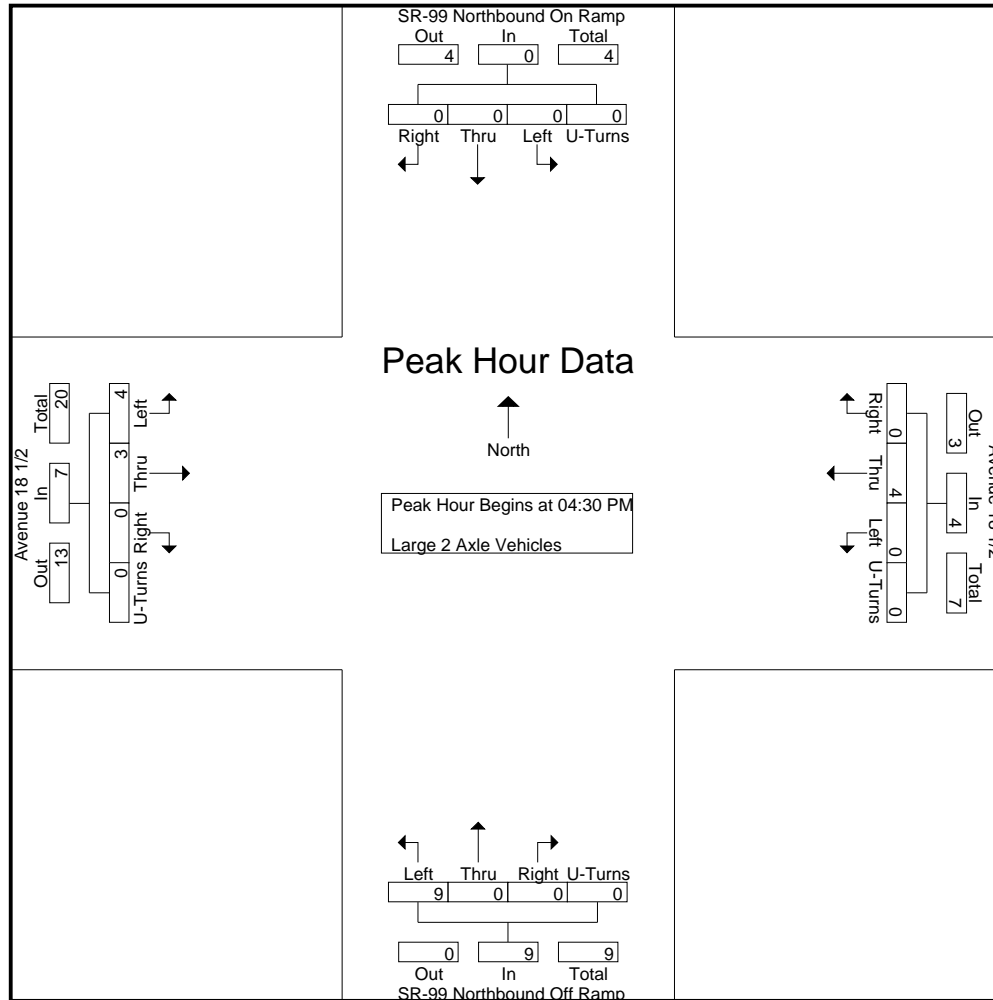 SR-99 Northbound On Ramp
Out In Total
4 0 4
0 0 0 0
Right Thru Left U-Turns
Peak Hour Data
North
Peak Hour Begins at 04:30 PM
Large 2 Axle Vehicles
Avenue 18 1/2
Out In Total
13 7 20
0 0 3 4
U-Turns Right Thru Left
Avenue 18 1/2
Out In Total
3 4 7
0 4 0 0
Right Thru Left U-Turns
Left Thru Right U-Turns
9 0 0 0
0 9 9
Out In Total
SR-99 Northbound Off Ramp